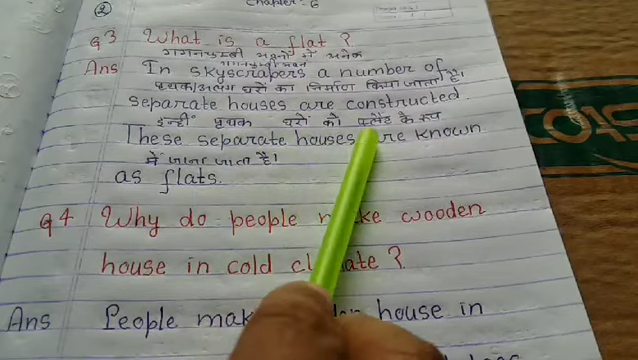 Chapter - 6
②
Q3 What is a flat ?
गगनचुम्बी भवनों में अनेक
Ans In skyscrapers a number of
पृथक/अलग घरों का निर्माण किया जाता है।
separate houses are constructed
इन्हीं पृथक घरों को फ्लैट के रूप
These separate houses are known
में जाना जाता है।
as flats.
Q4 Why do people make wooden
house in cold climate ?
Ans People house in
COAS